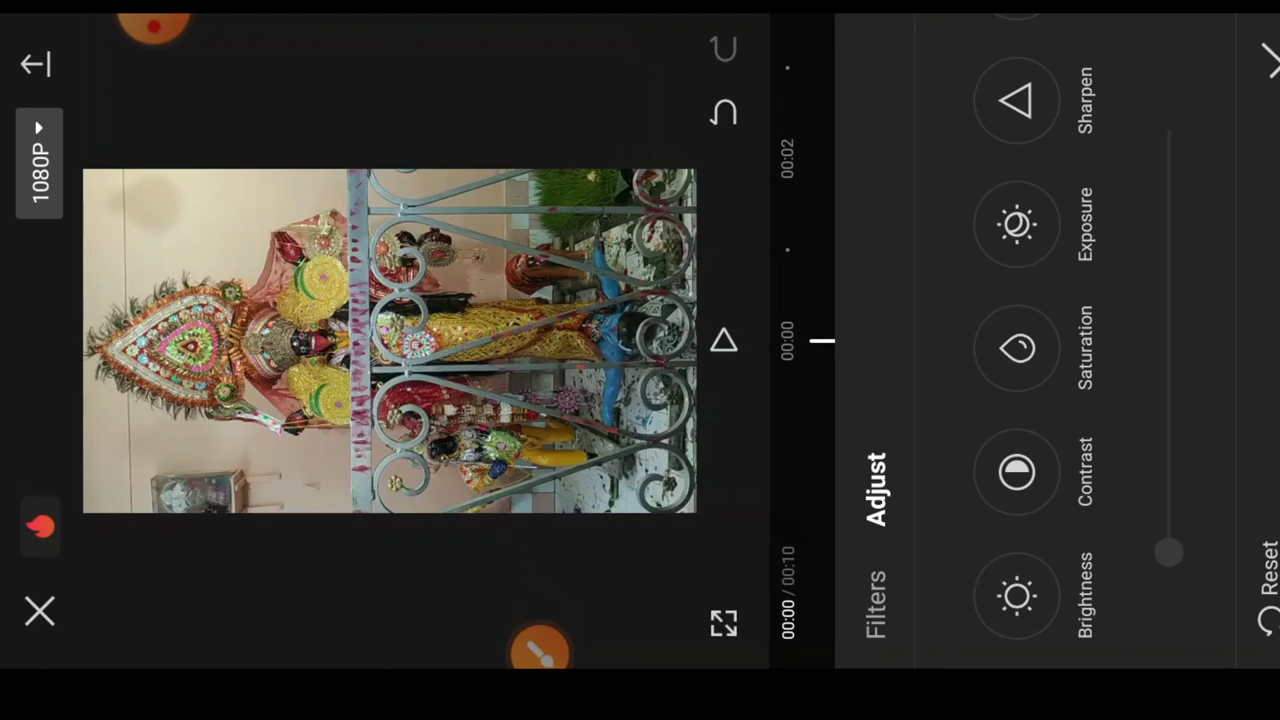 1080P
00:00 / 00:10
00:00
00:02
Filters
Adjust
Brightness
Contrast
Saturation
Exposure
Sharpen
Reset